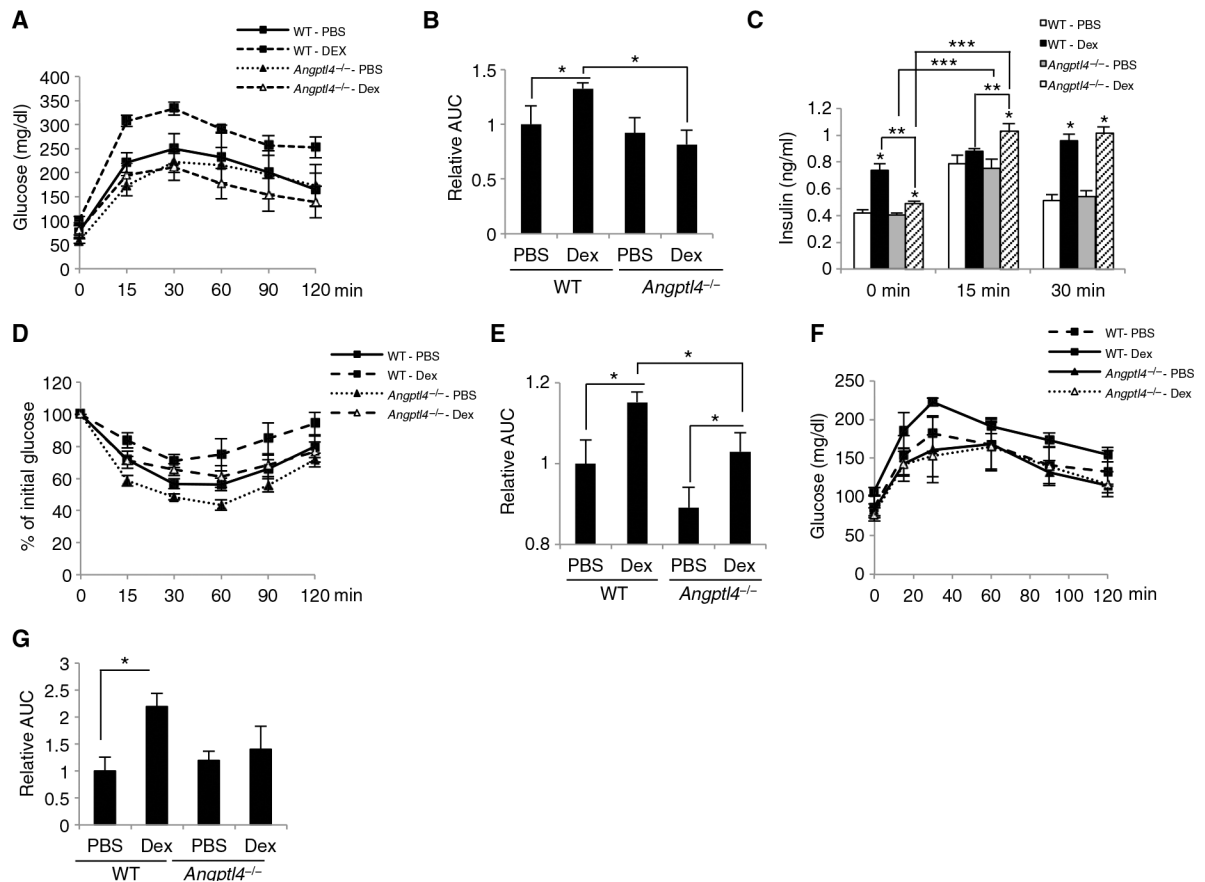 A
WT - PBS
WT - DEX
Angptl4–/–- PBS
Angptl4–/–- Dex
Glucose (mg/dl)
400
350
300
250
200
150
100
50
0
0 15 30 60 90 120 min
B
*
*
Relative AUC
1.5
1
0.5
0
PBS Dex PBS Dex
WT Angptl4–/–
C
WT - PBS
WT - Dex
Angptl4–/– - PBS
Angptl4–/– - Dex
***
***
**
**
*
*
*
*
*
Insulin (ng/ml)
1.2
1
0.8
0.6
0.4
0.2
0
0 min 15 min 30 min
D
WT - PBS
WT - Dex
Angptl4–/– - PBS
Angptl4–/– - Dex
% of initial glucose
120
100
80
60
40
20
0
0 15 30 60 90 120 min
E
*
*
*
Relative AUC
1.2
1
0.8
PBS Dex PBS Dex
WT Angptl4–/–
F
WT- PBS
WT- Dex
Angptl4–/– - PBS
Angptl4–/– - Dex
Glucose (mg/dl)
250
200
150
100
50
0
0 20 40 60 80 100 120 min
G
*
Relative AUC
3
2.5
2
1.5
1
0.5
0
PBS Dex PBS Dex
WT Angptl4–/–